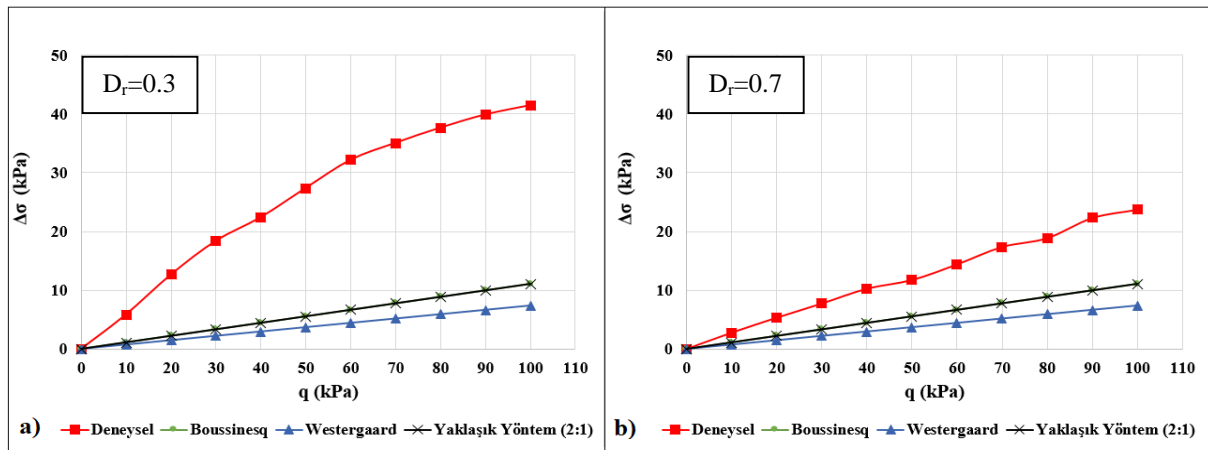 50
40
30
20
10
0
Δσ (kPa)
D_r=0.3
0 10 20 30 40 50 60 70 80 90 100 110
q (kPa)
a) Deneysel Boussinesq Westergaard Yaklaşık Yöntem (2:1)
50
40
30
20
10
0
Δσ (kPa)
D_r=0.7
0 10 20 30 40 50 60 70 80 90 100 110
q (kPa)
b) Deneysel Boussinesq Westergaard Yaklaşık Yöntem (2:1)